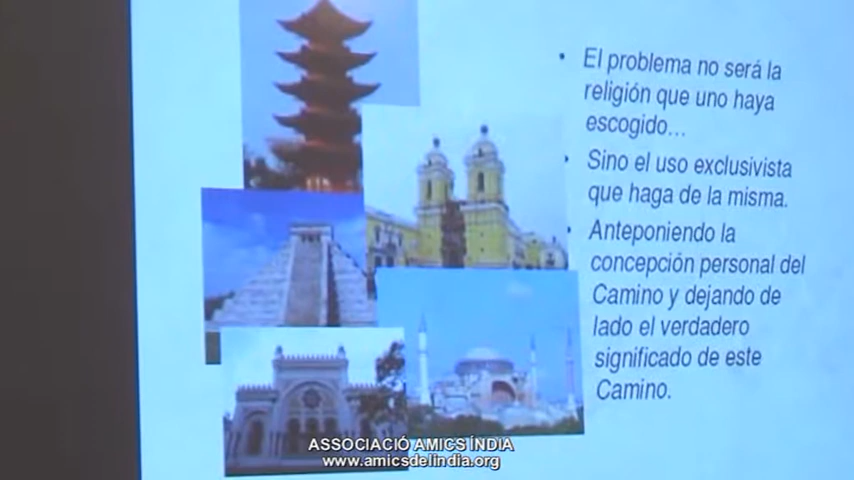 • El problema no será la
religión que uno haya
escogido...
• Sino el uso exclusivista
que haga de la misma.
• Anteponiendo la
concepción personal del
Camino y dejando de
lado el verdadero
significado de este
Camino.
ASSOCIACIÓ AMICS ÍNDIA
www.amicsdelindia.org